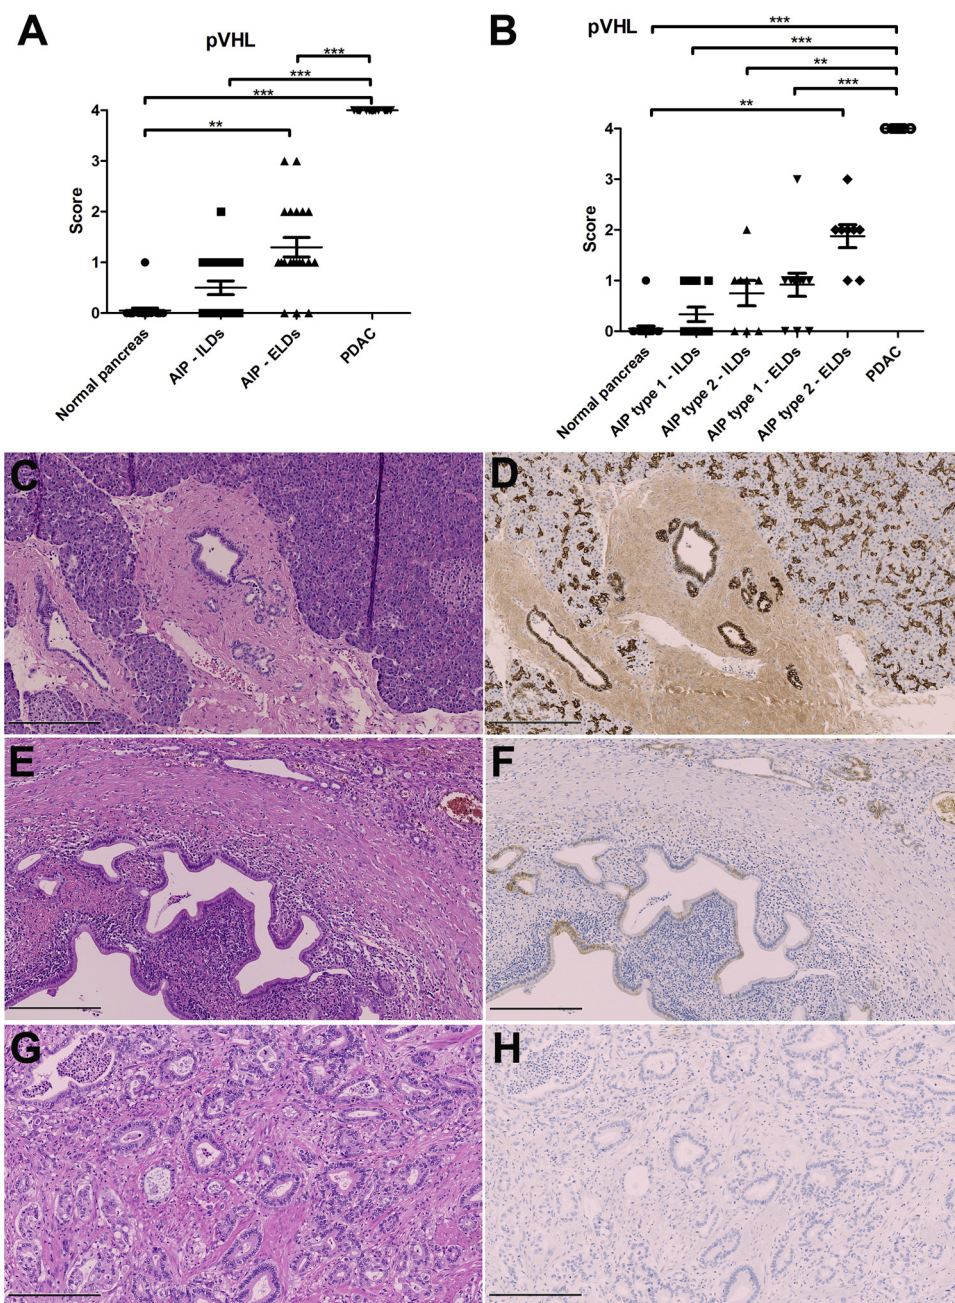 A
pVHL
***
***
***
**
Score
4
3
2
1
0
Normal pancreas
AIP - ILDs
AIP - ELDs
PDAC
B
pVHL
***
***
**
***
**
Score
4
3
2
1
0
Normal pancreas
AIP type 1 - ILDs
AIP type 2 - ILDs
AIP type 1 - ELDs
AIP type 2 - ELDs
PDAC
C
D
E
F
G
H